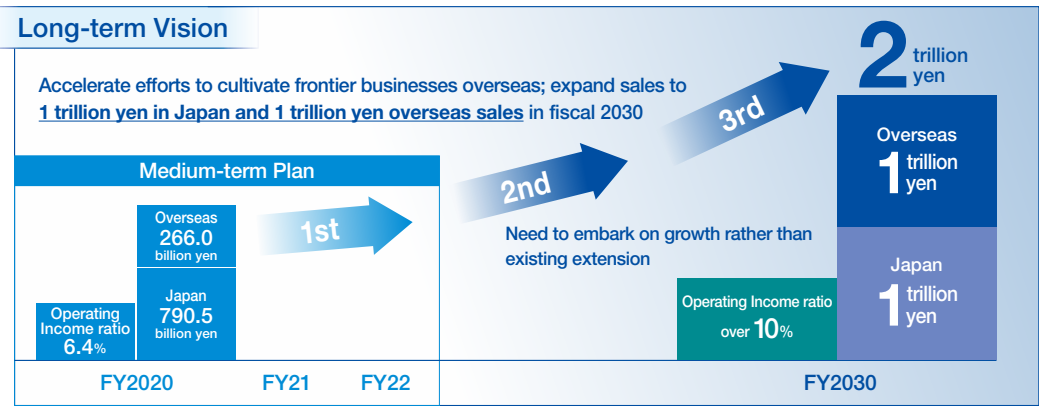 Long-term Vision
Accelerate efforts to cultivate frontier businesses overseas; expand sales to
1 trillion yen in Japan and 1 trillion yen overseas sales in fiscal 2030
Medium-term Plan
Operating
Income ratio
6.4%
Overseas
266.0
billion yen
Japan
790.5
billion yen
1st
2nd
3rd
Need to embark on growth rather than
existing extension
Operating Income ratio
over 10%
2 trillion
yen
Overseas
1 trillion
yen
Japan
1 trillion
yen
FY2020
FY21
FY22
FY2030